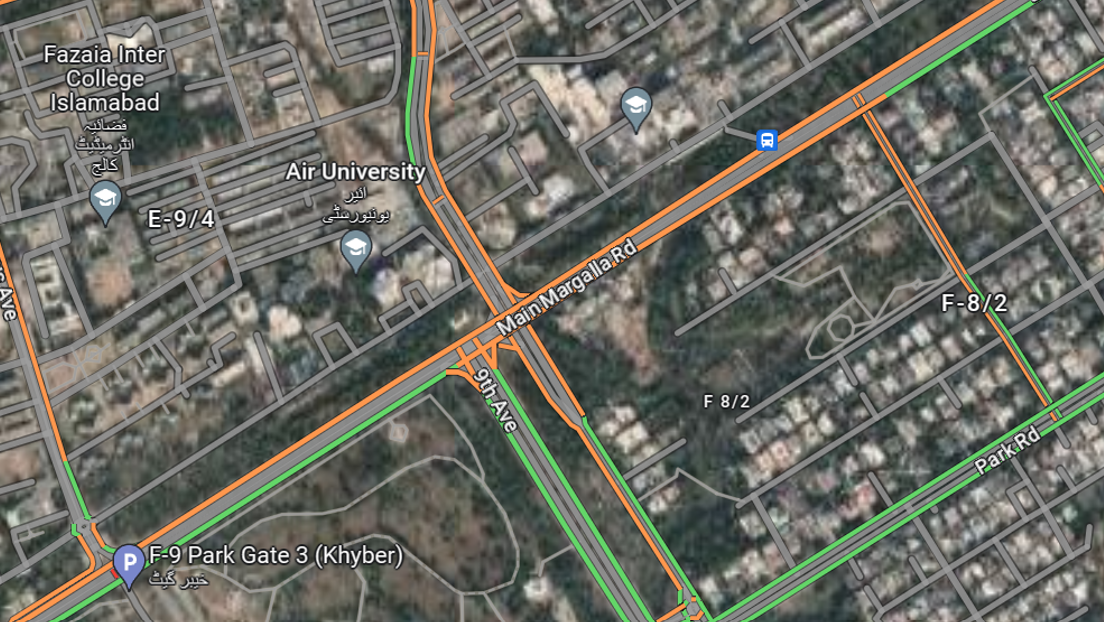 Fazaia Inter
College
Islamabad
فضائیہ
انٹرمیڈیٹ
کالج
Air University
ائیر
یونیورسٹی
E-9/4
Main Margalla Rd
F-8/2
9th Ave
F 8/2
Park Rd
Ave
P
F-9 Park Gate 3 (Khyber)
خیبر گیٹ